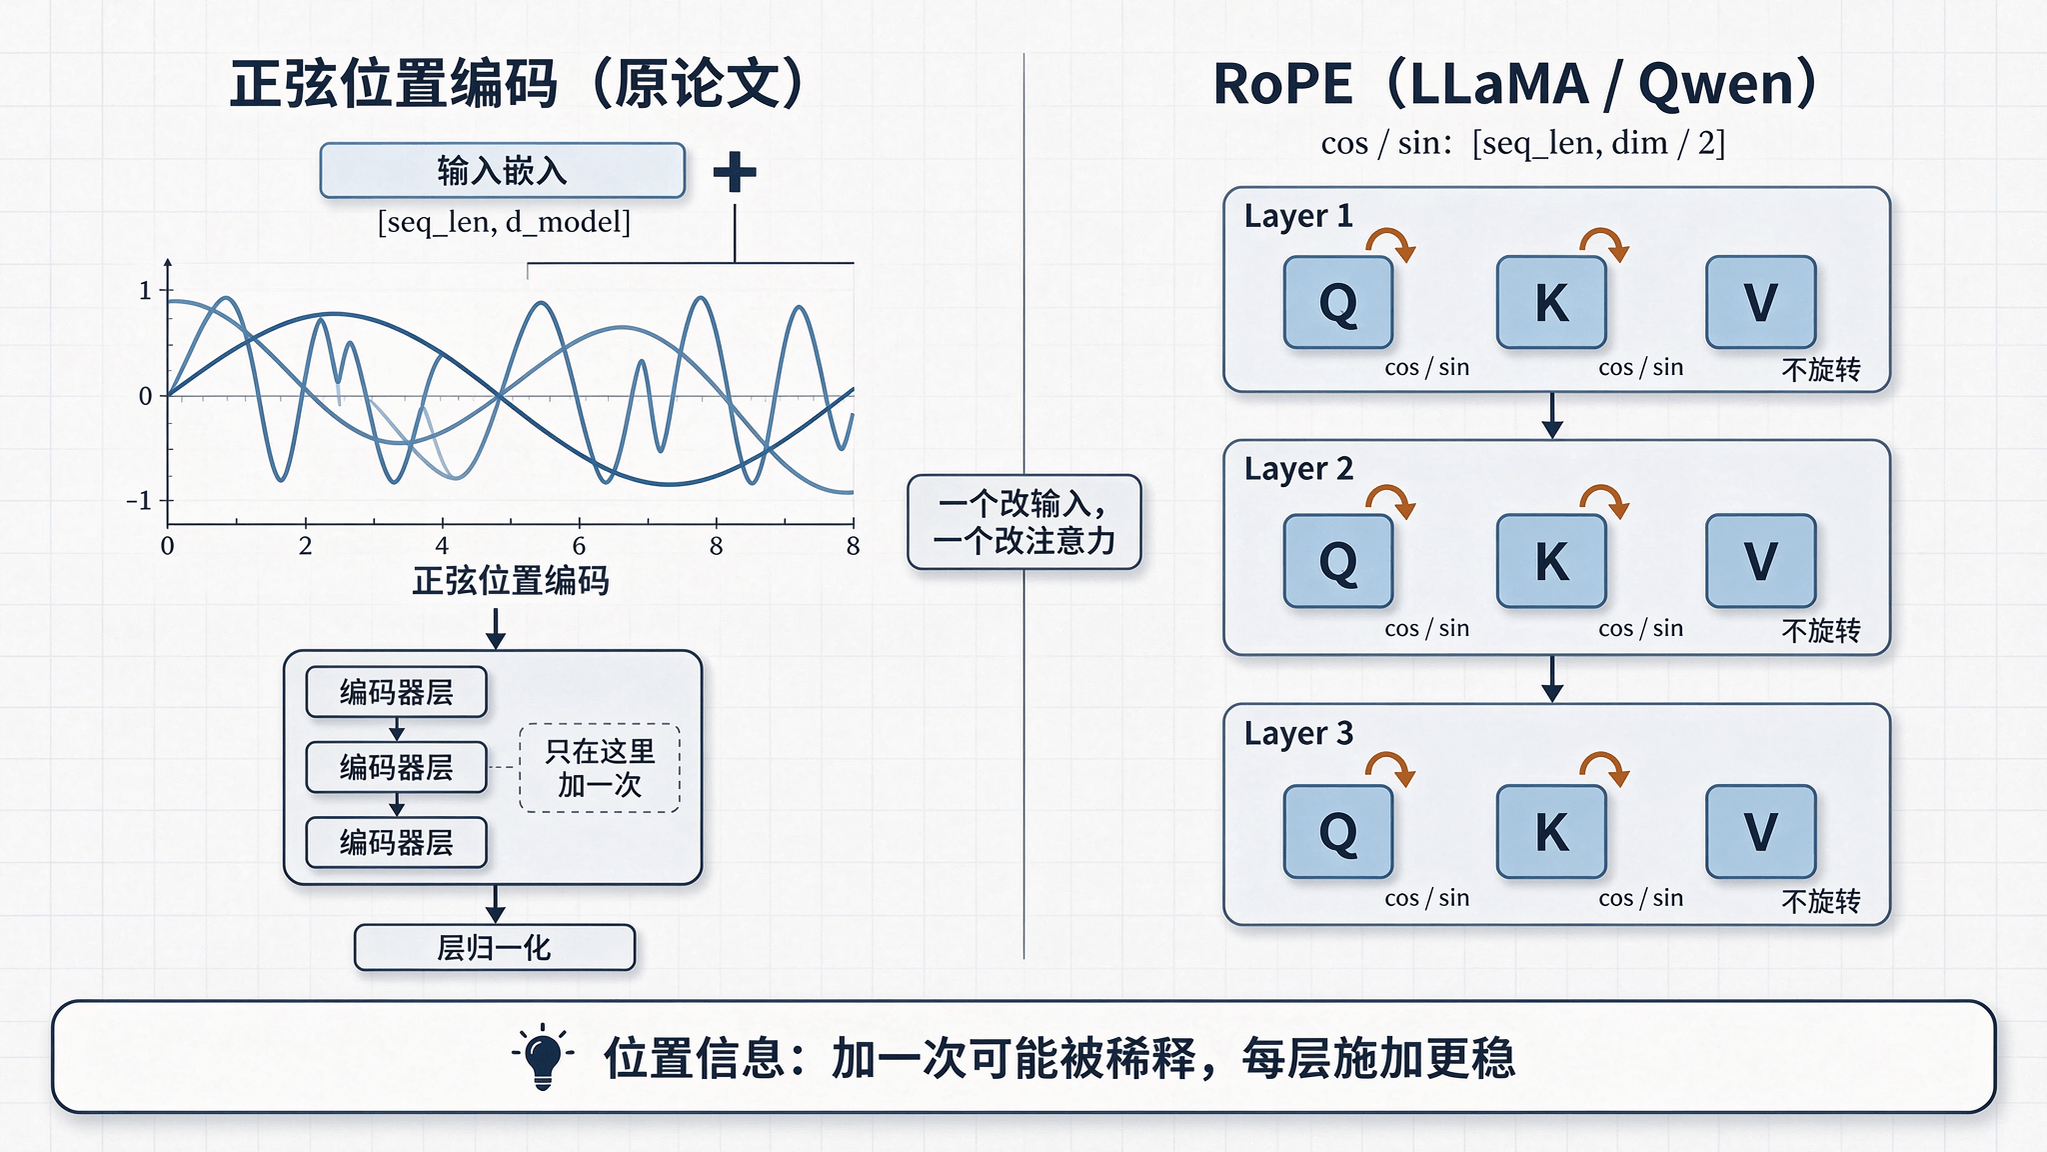 正弦位置编码（原论文）
输入嵌入
[seq_len, d_model]
1
0
-1
0 2 4 6 8 8
正弦位置编码
编码器层
编码器层
编码器层
只在这里
加一次
层归一化
一个改输入，
一个改注意力
RoPE（LLaMA / Qwen）
cos / sin：[seq_len, dim / 2]
Layer 1
Q K V
cos / sin cos / sin 不旋转
Layer 2
Q K V
cos / sin cos / sin 不旋转
Layer 3
Q K V
cos / sin cos / sin 不旋转
位置信息：加一次可能被稀释，每层施加更稳